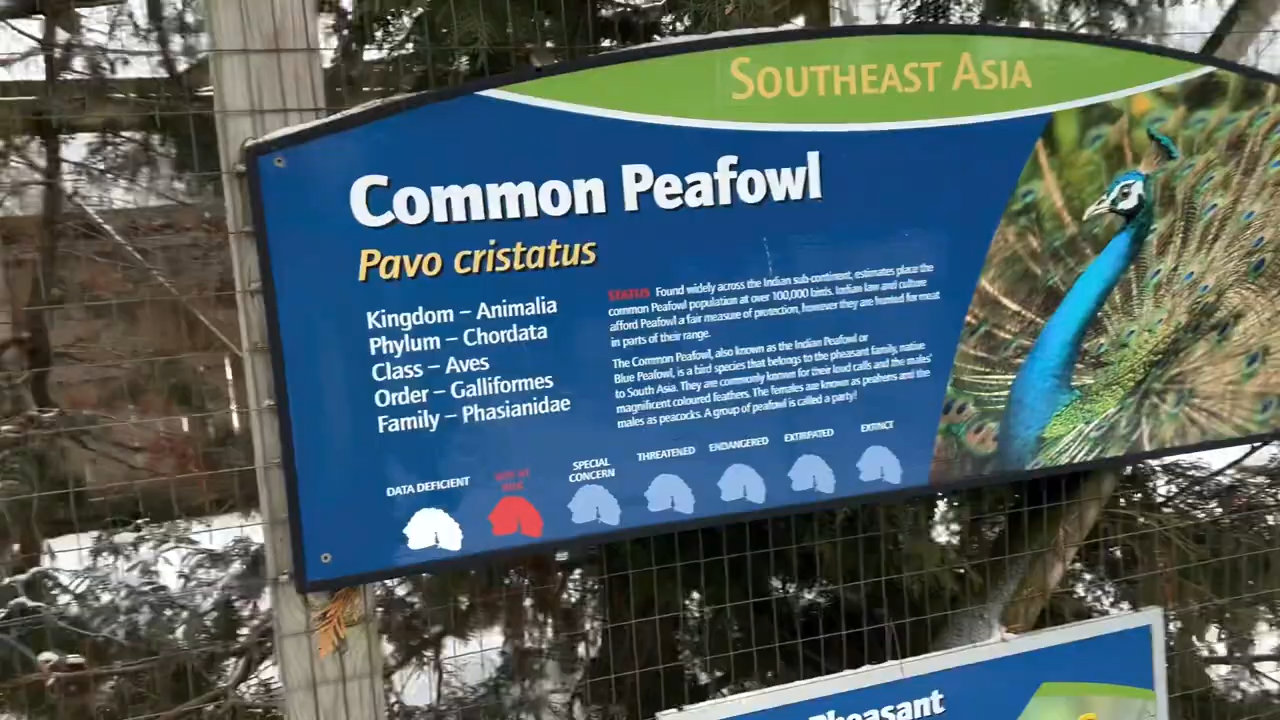 SOUTHEAST ASIA
Common Peafowl
Pavo cristatus
Kingdom – Animalia
Phylum – Chordata
Class – Aves
Order – Galliformes
Family – Phasianidae
STATUS Found widely across the Indian sub-continent, estimates place the
common Peafowl population at over 100,000 birds. Indian law and culture
afford Peafowl a fair measure of protection, however they are hunted for meat
in parts of their range.
The Common Peafowl, also known as the Indian Peafowl or
Blue Peafowl, is a bird species that belongs to the pheasant family, native
to South Asia. They are commonly known for their loud calls and the males'
magnificent coloured feathers. The females are known as peahens and the
males as peacocks. A group of peafowl is called a party!
DATA DEFICIENT
NOT AT
RISK
SPECIAL
CONCERN
THREATENED
ENDANGERED
EXTIRPATED
EXTINCT
Pheasant